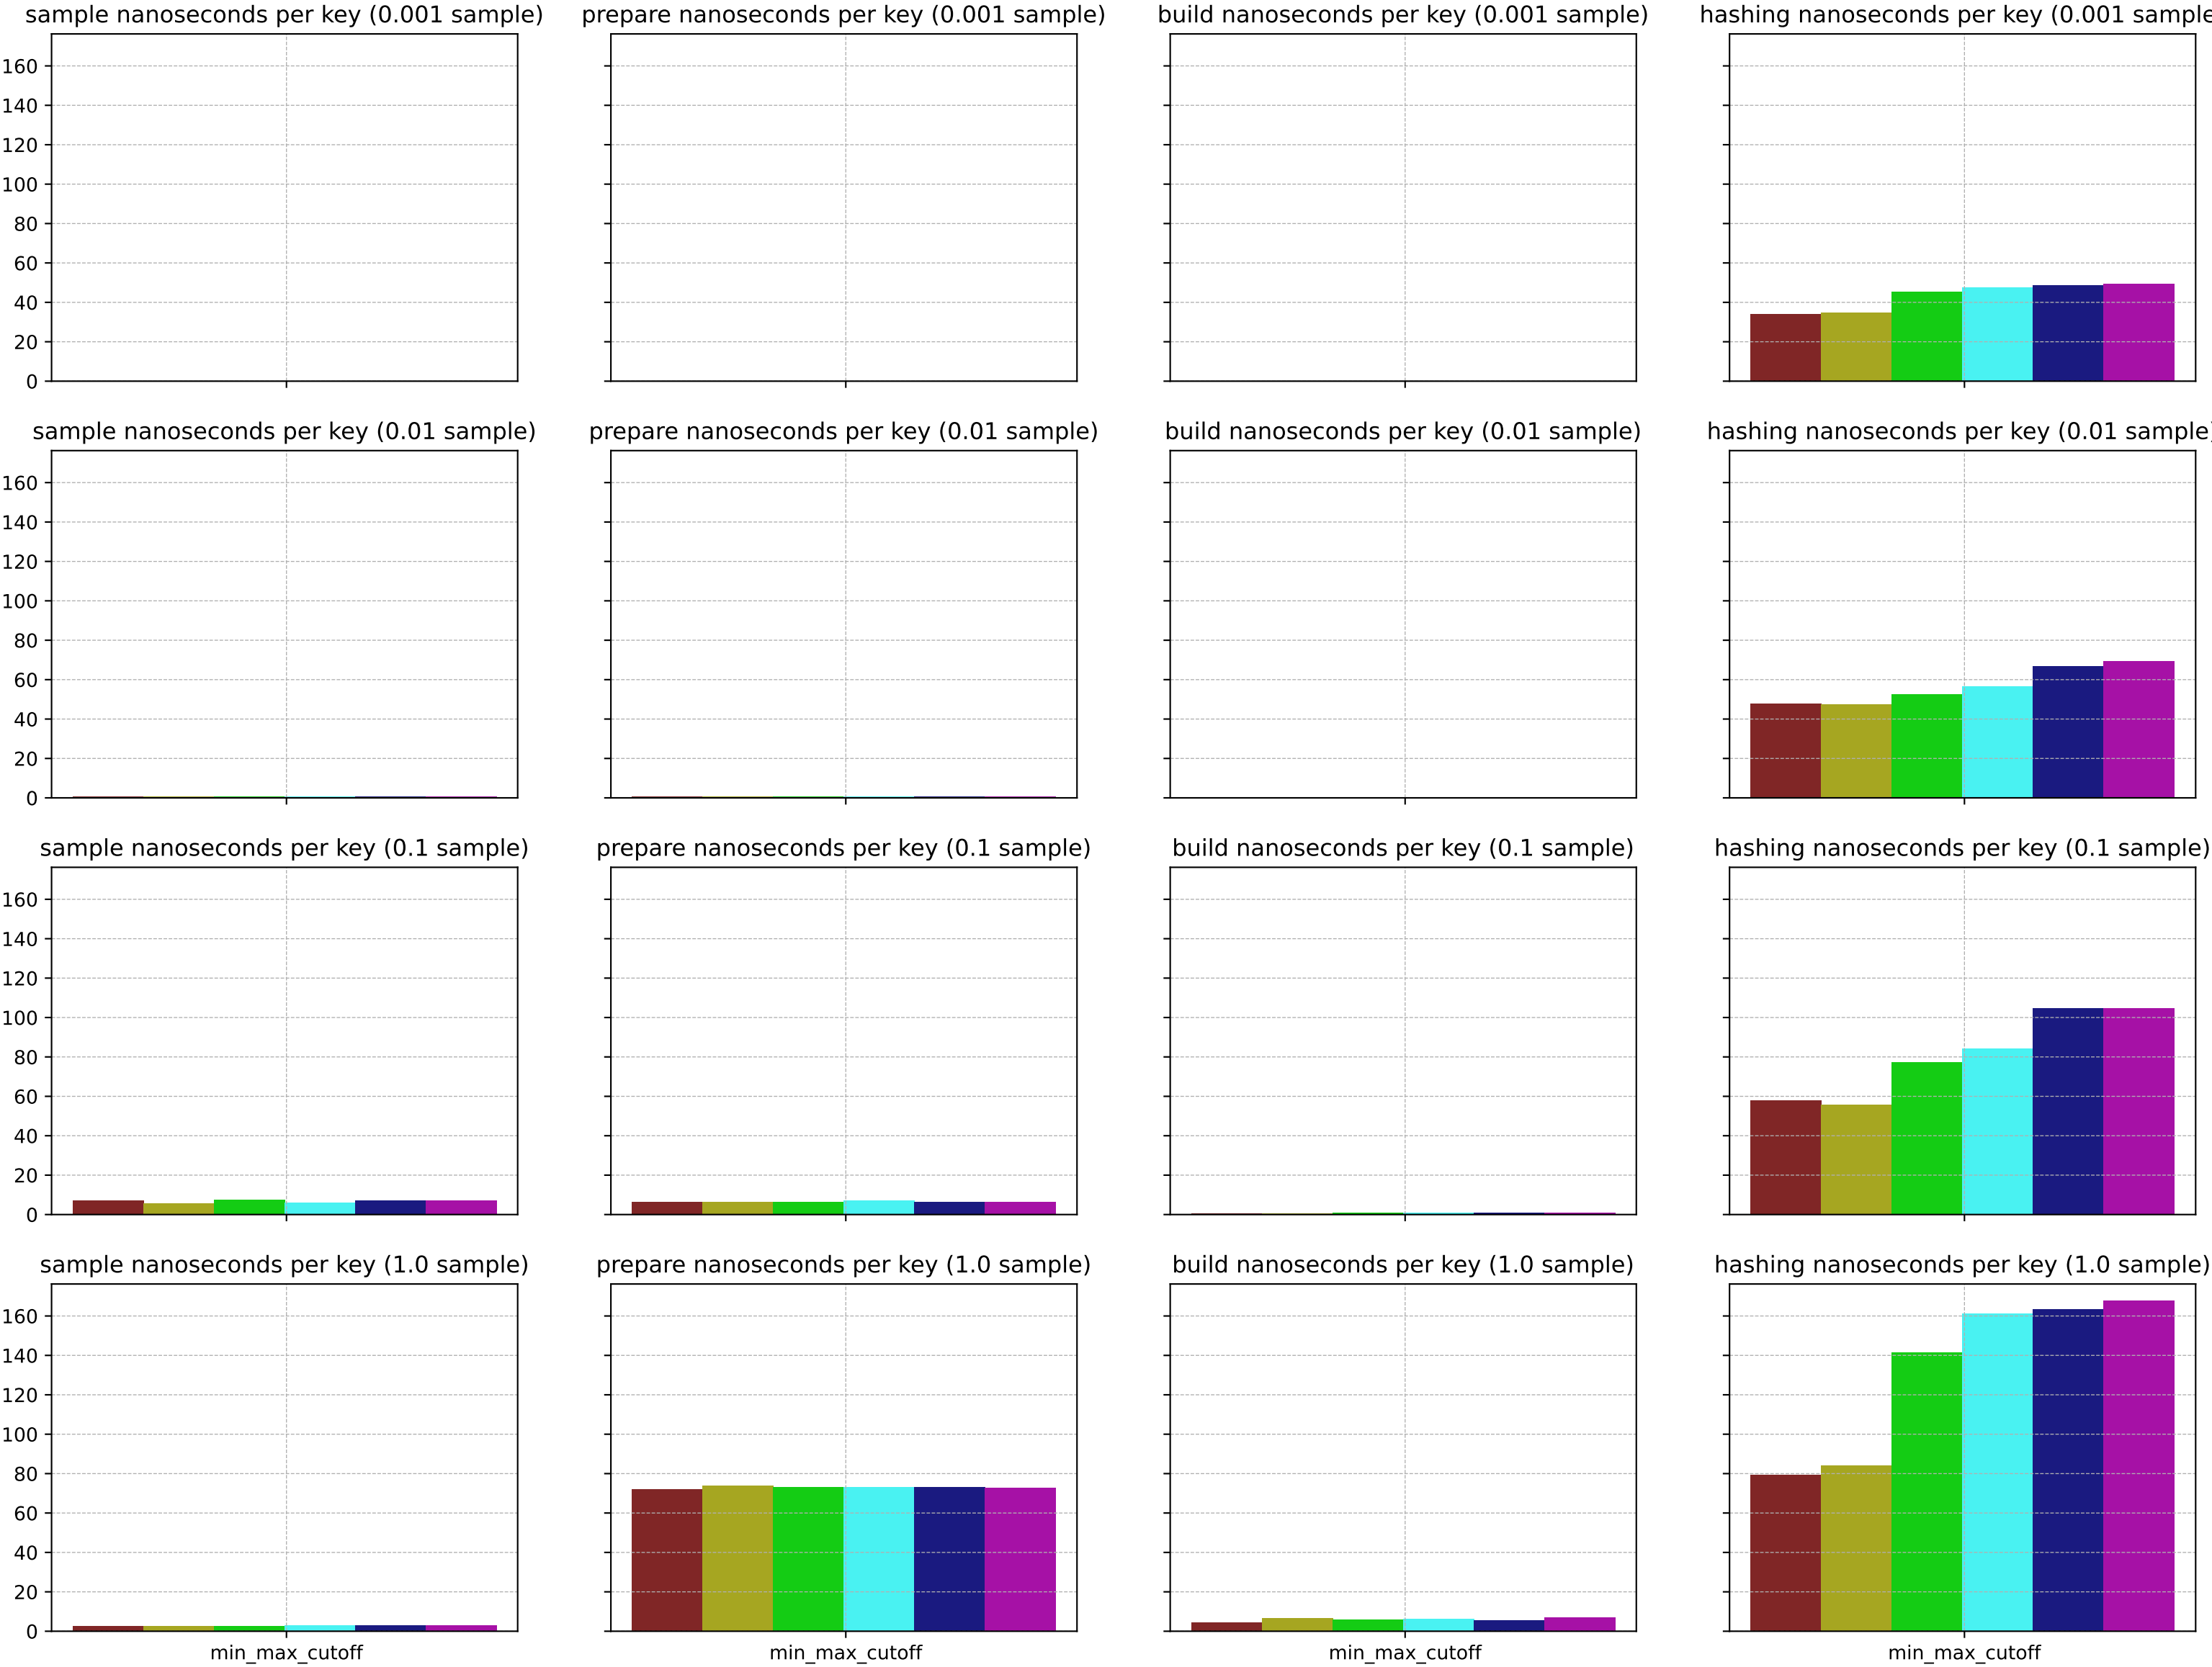 sample nanoseconds per key (0.001 sample)
prepare nanoseconds per key (0.001 sample)
build nanoseconds per key (0.001 sample)
hashing nanoseconds per key (0.001 sample
160
140
120
100
80
60
40
20
0
sample nanoseconds per key (0.01 sample)
prepare nanoseconds per key (0.01 sample)
build nanoseconds per key (0.01 sample)
hashing nanoseconds per key (0.01 sample)
160
140
120
100
80
60
40
20
0
sample nanoseconds per key (0.1 sample)
prepare nanoseconds per key (0.1 sample)
build nanoseconds per key (0.1 sample)
hashing nanoseconds per key (0.1 sample)
160
140
120
100
80
60
40
20
0
sample nanoseconds per key (1.0 sample)
prepare nanoseconds per key (1.0 sample)
build nanoseconds per key (1.0 sample)
hashing nanoseconds per key (1.0 sample)
160
140
120
100
80
60
40
20
0
min_max_cutoff
min_max_cutoff
min_max_cutoff
min_max_cutoff